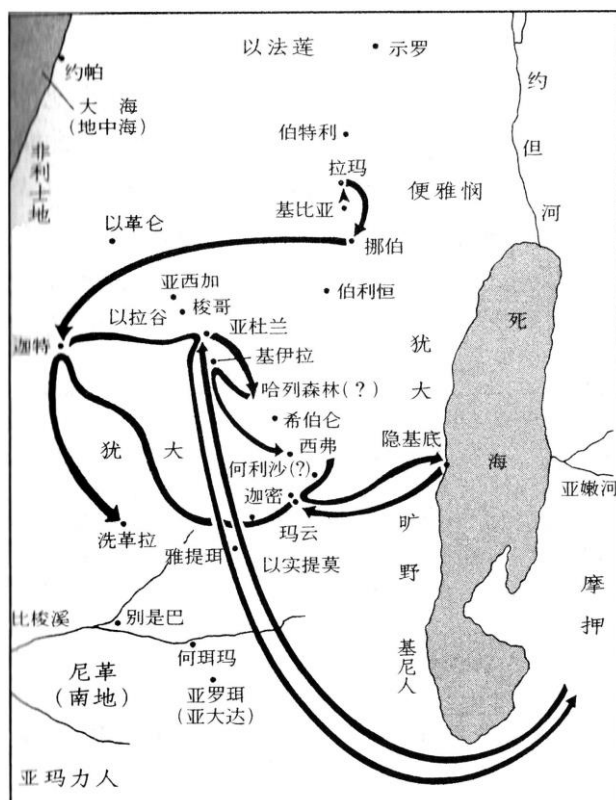 以法莲
示罗
约帕
大海
(地中海)
约但河
非利士地
伯特利
拉玛
便雅悯
基比亚
以革仑
挪伯
亚西加
伯利恒
梭哥
以拉谷
亚杜兰
迦特
基伊拉
死海
犹大旷野
哈列森林(?)
希伯仑
犹大
西弗
隐基底
何利沙(?)
亚嫩河
迦密
洗革拉
玛云
雅提珥
以实提莫
摩押
比梭溪
别是巴
基尼人
何珥玛
尼革
(南地)
亚罗珥
(亚大达)
亚玛力人